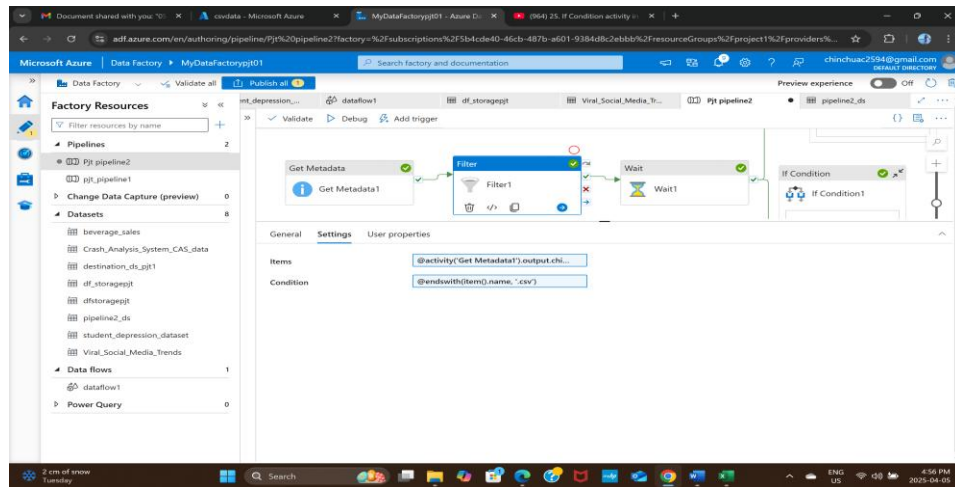 Document shared with you: "D
csvdata - Microsoft Azure
MyDataFactorypjt01 - Azure Da
(964) 25. If Condition activity in
adf.azure.com/en/authoring/pipeline/Pjt%20pipeline2?factory=%2Fsubscriptions%2F5b4cde40-46cb-487b-a601-9384d8c2ebbb%2FresourceGroups%2Fproject1%2Fproviders%...
Microsoft Azure
Data Factory
MyDataFactorypjt01
Search factory and documentation
chinchuac2594@gmail.com
DEFAULT DIRECTORY
Data Factory
Validate all
Publish all 1
Preview experience
Off
Factory Resources
Filter resources by name
Pipelines 2
Pjt pipeline2
pjt_pipeline1
Change Data Capture (preview) 0
Datasets 8
beverage_sales
Crash_Analysis_System_CAS_data
destination_ds_pjt1
df_storagepjt
dfstoragepjt
pipeline2_ds
student_depression_dataset
Viral_Social_Media_Trends
Data flows 1
dataflow1
Power Query 0
nt_depression_...
dataflow1
df_storagepjt
Viral_Social_Media_Tr...
Pjt pipeline2
pipeline2_ds
Validate
Debug
Add trigger
Get Metadata
Get Metadata1
Filter
Filter1
Wait
Wait1
If Condition
If Condition1
General
Settings
User properties
Items
@activity('Get Metadata1').output.chi...
Condition
@endswith(item().name, '.csv')
2 cm of snow
Tuesday
Search
ENG
US
4:56 PM
2025-04-05